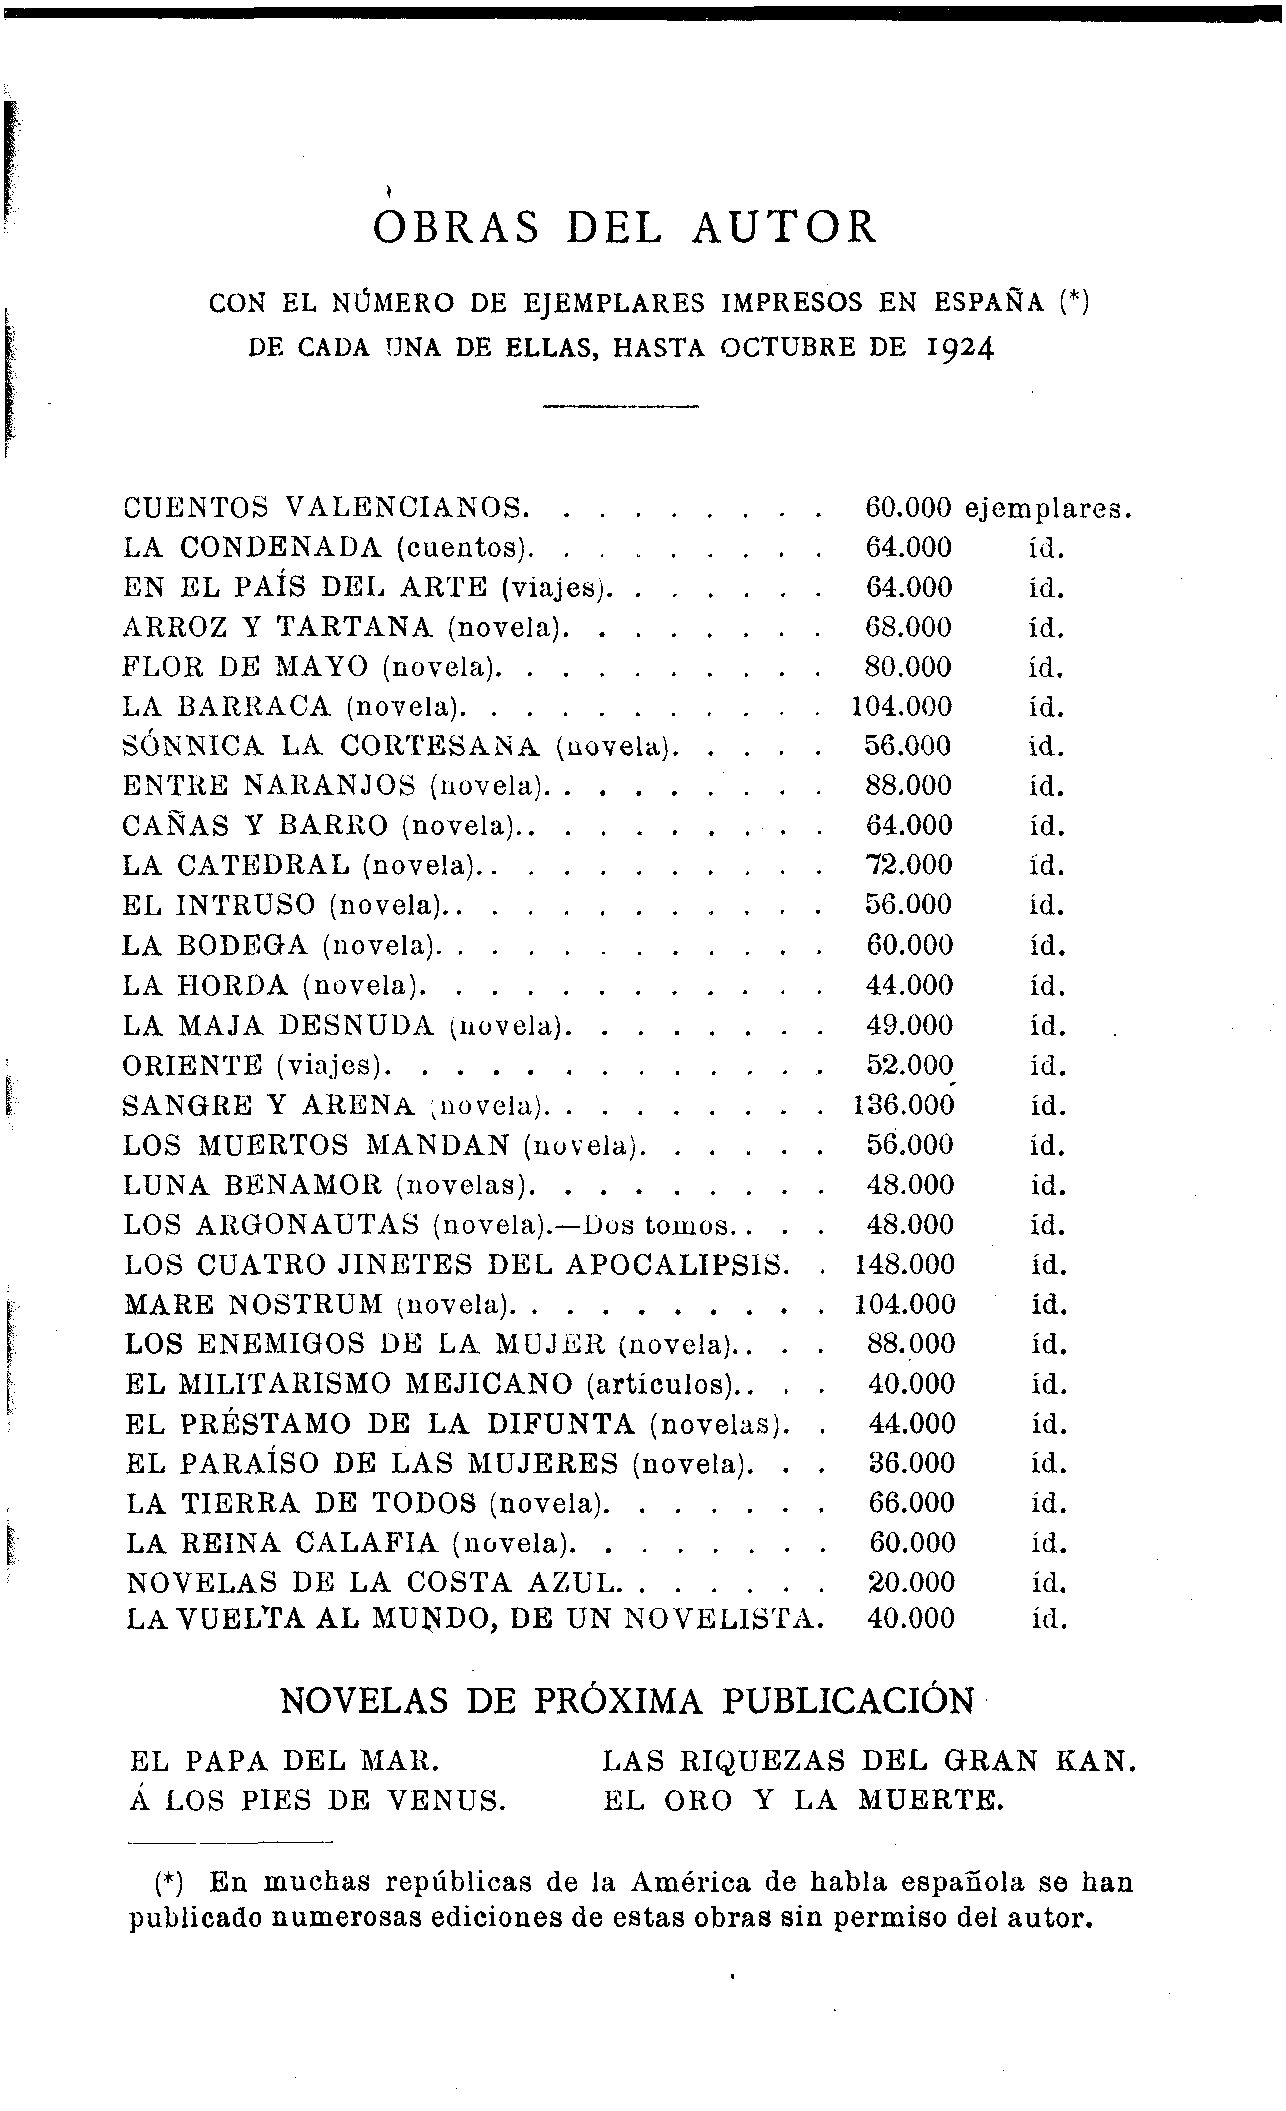 OBRAS DEL AUTOR
CON EL NÚMERO DE EJEMPLARES IMPRESOS EN ESPAÑA (*)
DE CADA UNA DE ELLAS, HASTA OCTUBRE DE 1924
CUENTOS VALENCIANOS. . . . . . . . . 60.000 ejemplares.
LA CONDENADA (cuentos). . . . . . . . . 64.000 íd.
EN EL PAÍS DEL ARTE (viajes). . . . . . . 64.000 íd.
ARROZ Y TARTANA (novela). . . . . . . . 68.000 íd.
FLOR DE MAYO (novela). . . . . . . . . . 80.000 íd.
LA BARRACA (novela). . . . . . . . . . . 104.000 íd.
SÓNNICA LA CORTESANA (novela). . . . . 56.000 íd.
ENTRE NARANJOS (novela). . . . . . . . . 88.000 íd.
CAÑAS Y BARRO (novela).. . . . . . . . . 64.000 íd.
LA CATEDRAL (novela).. . . . . . . . . . 72.000 íd.
EL INTRUSO (novela).. . . . . . . . . . . 56.000 íd.
LA BODEGA (novela). . . . . . . . . . . . 60.000 íd.
LA HORDA (novela). . . . . . . . . . . . 44.000 íd.
LA MAJA DESNUDA (novela). . . . . . . . 49.000 íd.
ORIENTE (viajes). . . . . . . . . . . . . 52.000 íd.
SANGRE Y ARENA (novela). . . . . . . . . 136.000 íd.
LOS MUERTOS MANDAN (novela). . . . . . 56.000 íd.
LUNA BENAMOR (novelas). . . . . . . . . 48.000 íd.
LOS ARGONAUTAS (novela).—Dos tomos.. . . 48.000 íd.
LOS CUATRO JINETES DEL APOCALIPSIS. . 148.000 íd.
MARE NOSTRUM (novela). . . . . . . . . . 104.000 íd.
LOS ENEMIGOS DE LA MUJER (novela).. . . 88.000 íd.
EL MILITARISMO MEJICANO (artículos).. . . 40.000 íd.
EL PRÉSTAMO DE LA DIFUNTA (novelas). . 44.000 íd.
EL PARAÍSO DE LAS MUJERES (novela). . . 36.000 íd.
LA TIERRA DE TODOS (novela). . . . . . . 66.000 íd.
LA REINA CALAFIA (novela). . . . . . . . 60.000 íd.
NOVELAS DE LA COSTA AZUL. . . . . . . 20.000 íd.
LA VUELTA AL MUNDO, DE UN NOVELISTA. 40.000 íd.
NOVELAS DE PRÓXIMA PUBLICACIÓN
EL PAPA DEL MAR. LAS RIQUEZAS DEL GRAN KAN.
Á LOS PIES DE VENUS. EL ORO Y LA MUERTE.
(*) En muchas repúblicas de la América de habla española se han
publicado numerosas ediciones de estas obras sin permiso del autor.